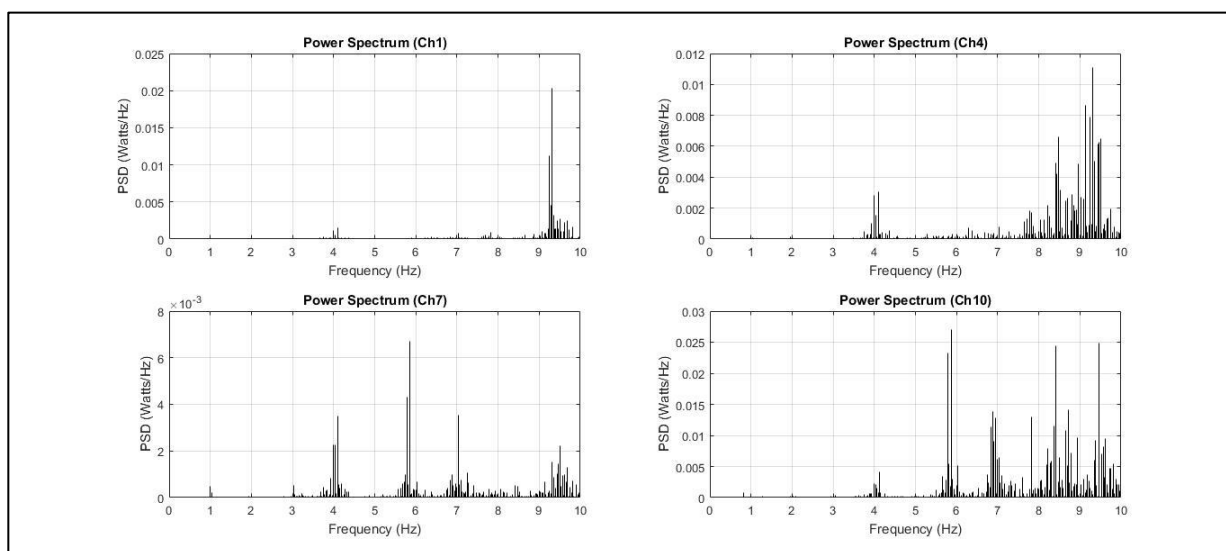 Power Spectrum (Ch1)
0.025
0.02
0.015
0.01
0.005
0
PSD (Watts/Hz)
0 1 2 3 4 5 6 7 8 9 10
Frequency (Hz)
Power Spectrum (Ch4)
0.012
0.01
0.008
0.006
0.004
0.002
0
PSD (Watts/Hz)
0 1 2 3 4 5 6 7 8 9 10
Frequency (Hz)
Power Spectrum (Ch7)
×10⁻³
8
6
4
2
0
PSD (Watts/Hz)
0 1 2 3 4 5 6 7 8 9 10
Frequency (Hz)
Power Spectrum (Ch10)
0.03
0.025
0.02
0.015
0.01
0.005
0
PSD (Watts/Hz)
0 1 2 3 4 5 6 7 8 9 10
Frequency (Hz)